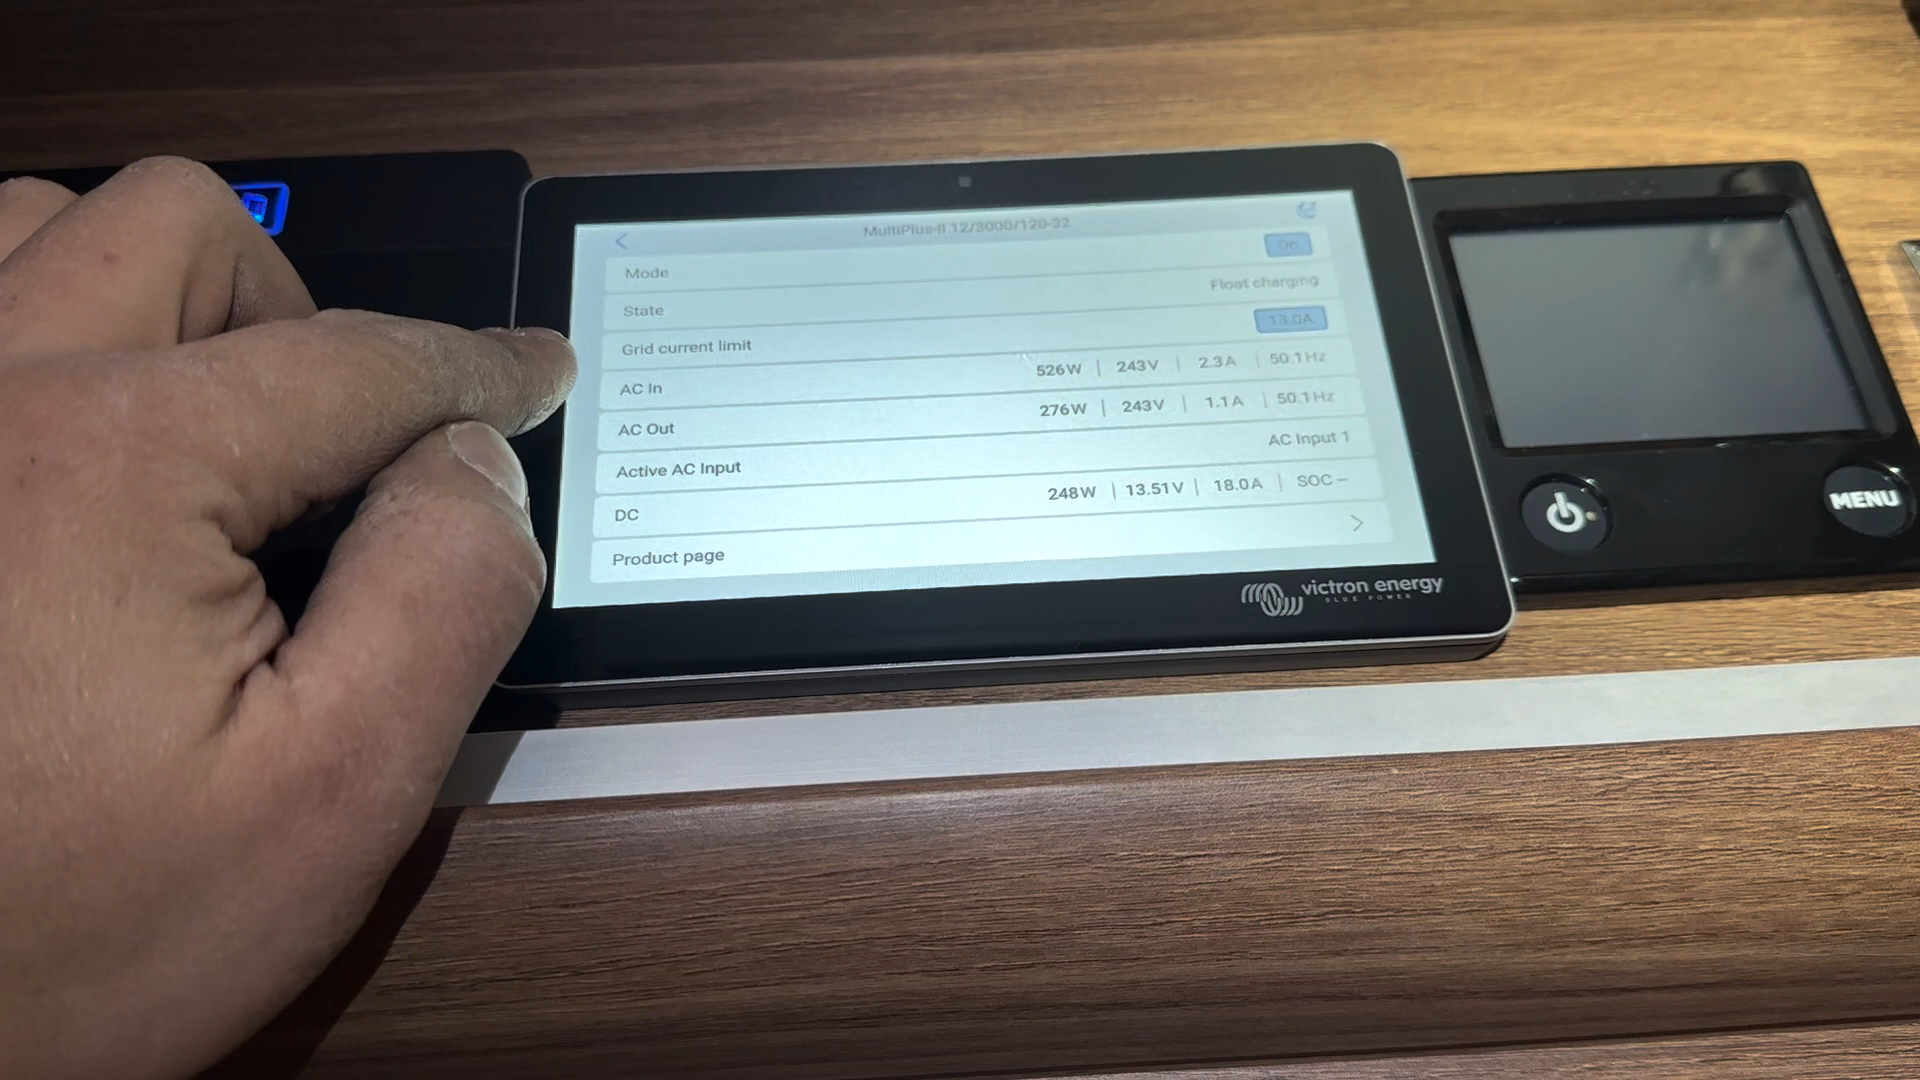 MultiPlus-II 12/3000/120-32
Mode On
State Float charging
Grid current limit 13.0A
AC In 526W | 243V | 2.3A | 50.1Hz
AC Out 276W | 243V | 1.1A | 50.1Hz
Active AC Input AC Input 1
DC 248W | 13.51V | 18.0A | SOC --
Product page
victron energy
BLUE POWER
MENU